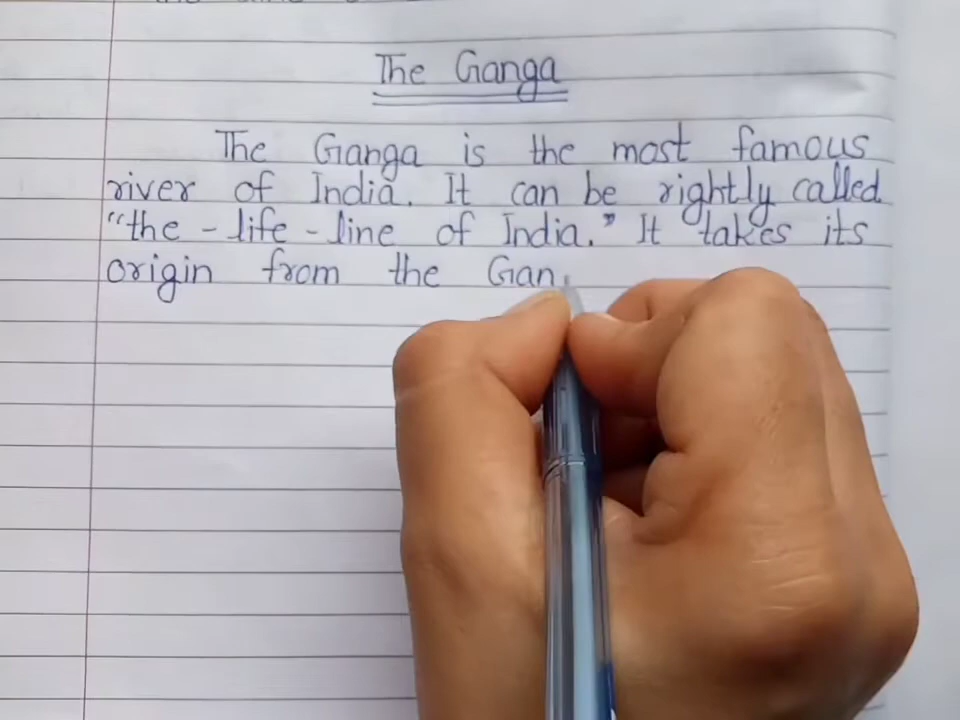 The Ganga
The Ganga is the most famous
river of India. It can be rightly called
"the - life - line of India." It takes its
origin from the Gan